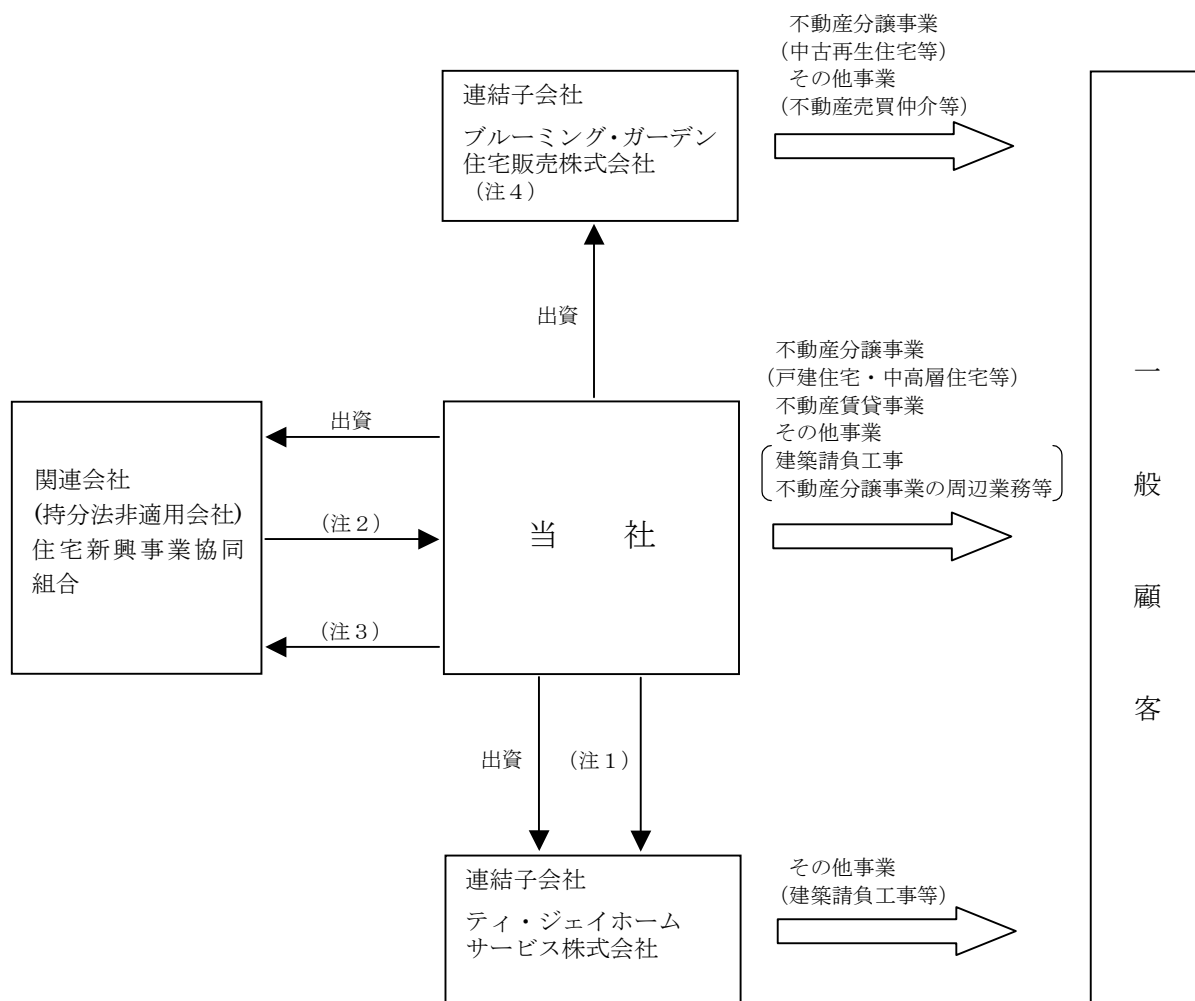 不動産分譲事業
(中古再生住宅等)
その他事業
(不動産売買仲介等)
連結子会社
ブルーミング・ガーデン
住宅販売株式会社
(注4)
出資
不動産分譲事業
(戸建住宅・中高層住宅等)
不動産賃貸事業
その他事業
建築請負工事
不動産分譲事業の周辺業務等
出資
関連会社
(持分法非適用会社)
住宅新興事業協同
組合
(注2)
当 社
(注3)
出資
(注1)
連結子会社
ティ・ジェイホーム
サービス株式会社
その他事業
(建築請負工事等)
一
般
顧
客